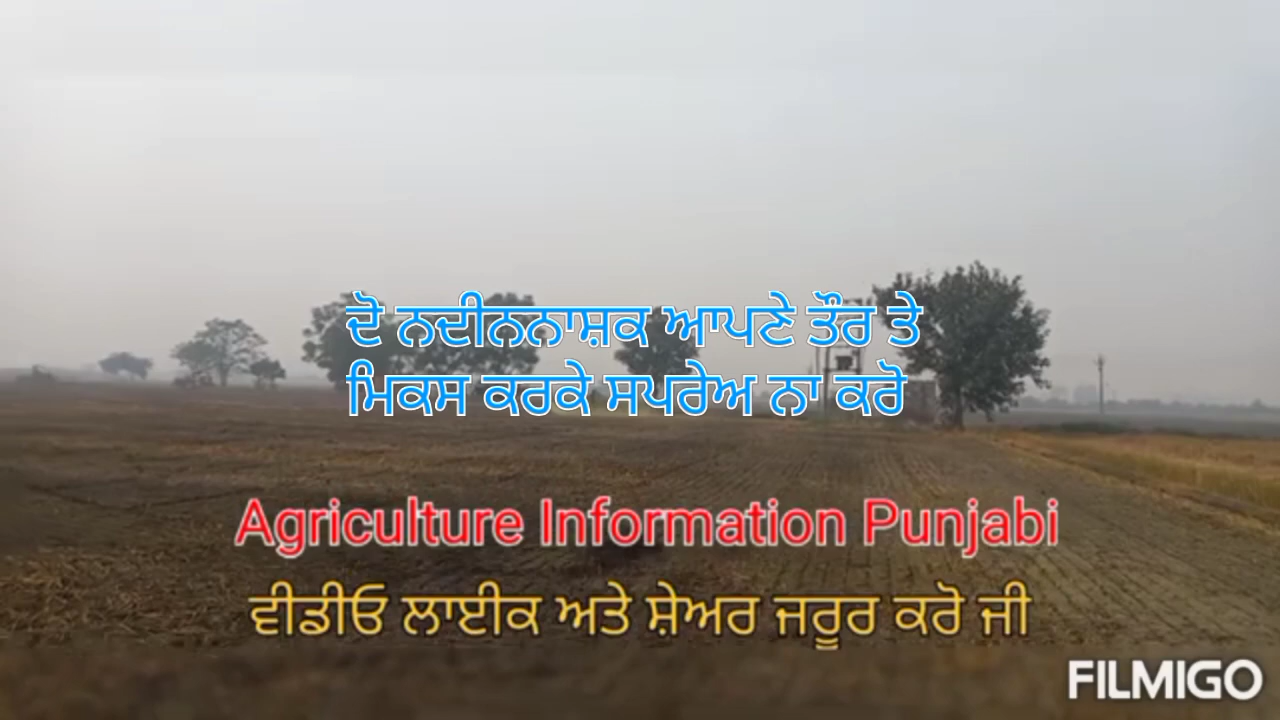 ਦੋ ਨਦੀਨਨਾਸ਼ਕ ਆਪਣੇ ਤੌਰ ਤੇ
ਮਿਕਸ ਕਰਕੇ ਸਪਰੇਅ ਨਾ ਕਰੋ
Agriculture Information Punjabi
ਵੀਡੀਓ ਲਾਈਕ ਅਤੇ ਸ਼ੇਅਰ ਜਰੂਰ ਕਰੋ ਜੀ
FILMIGO